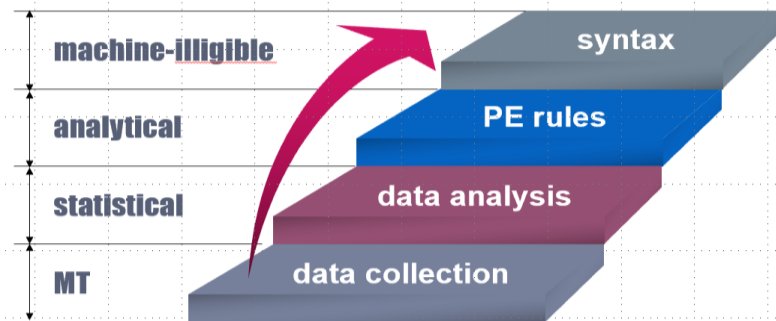 machine-illigible
syntax
analytical
PE rules
statistical
data analysis
MT
data collection